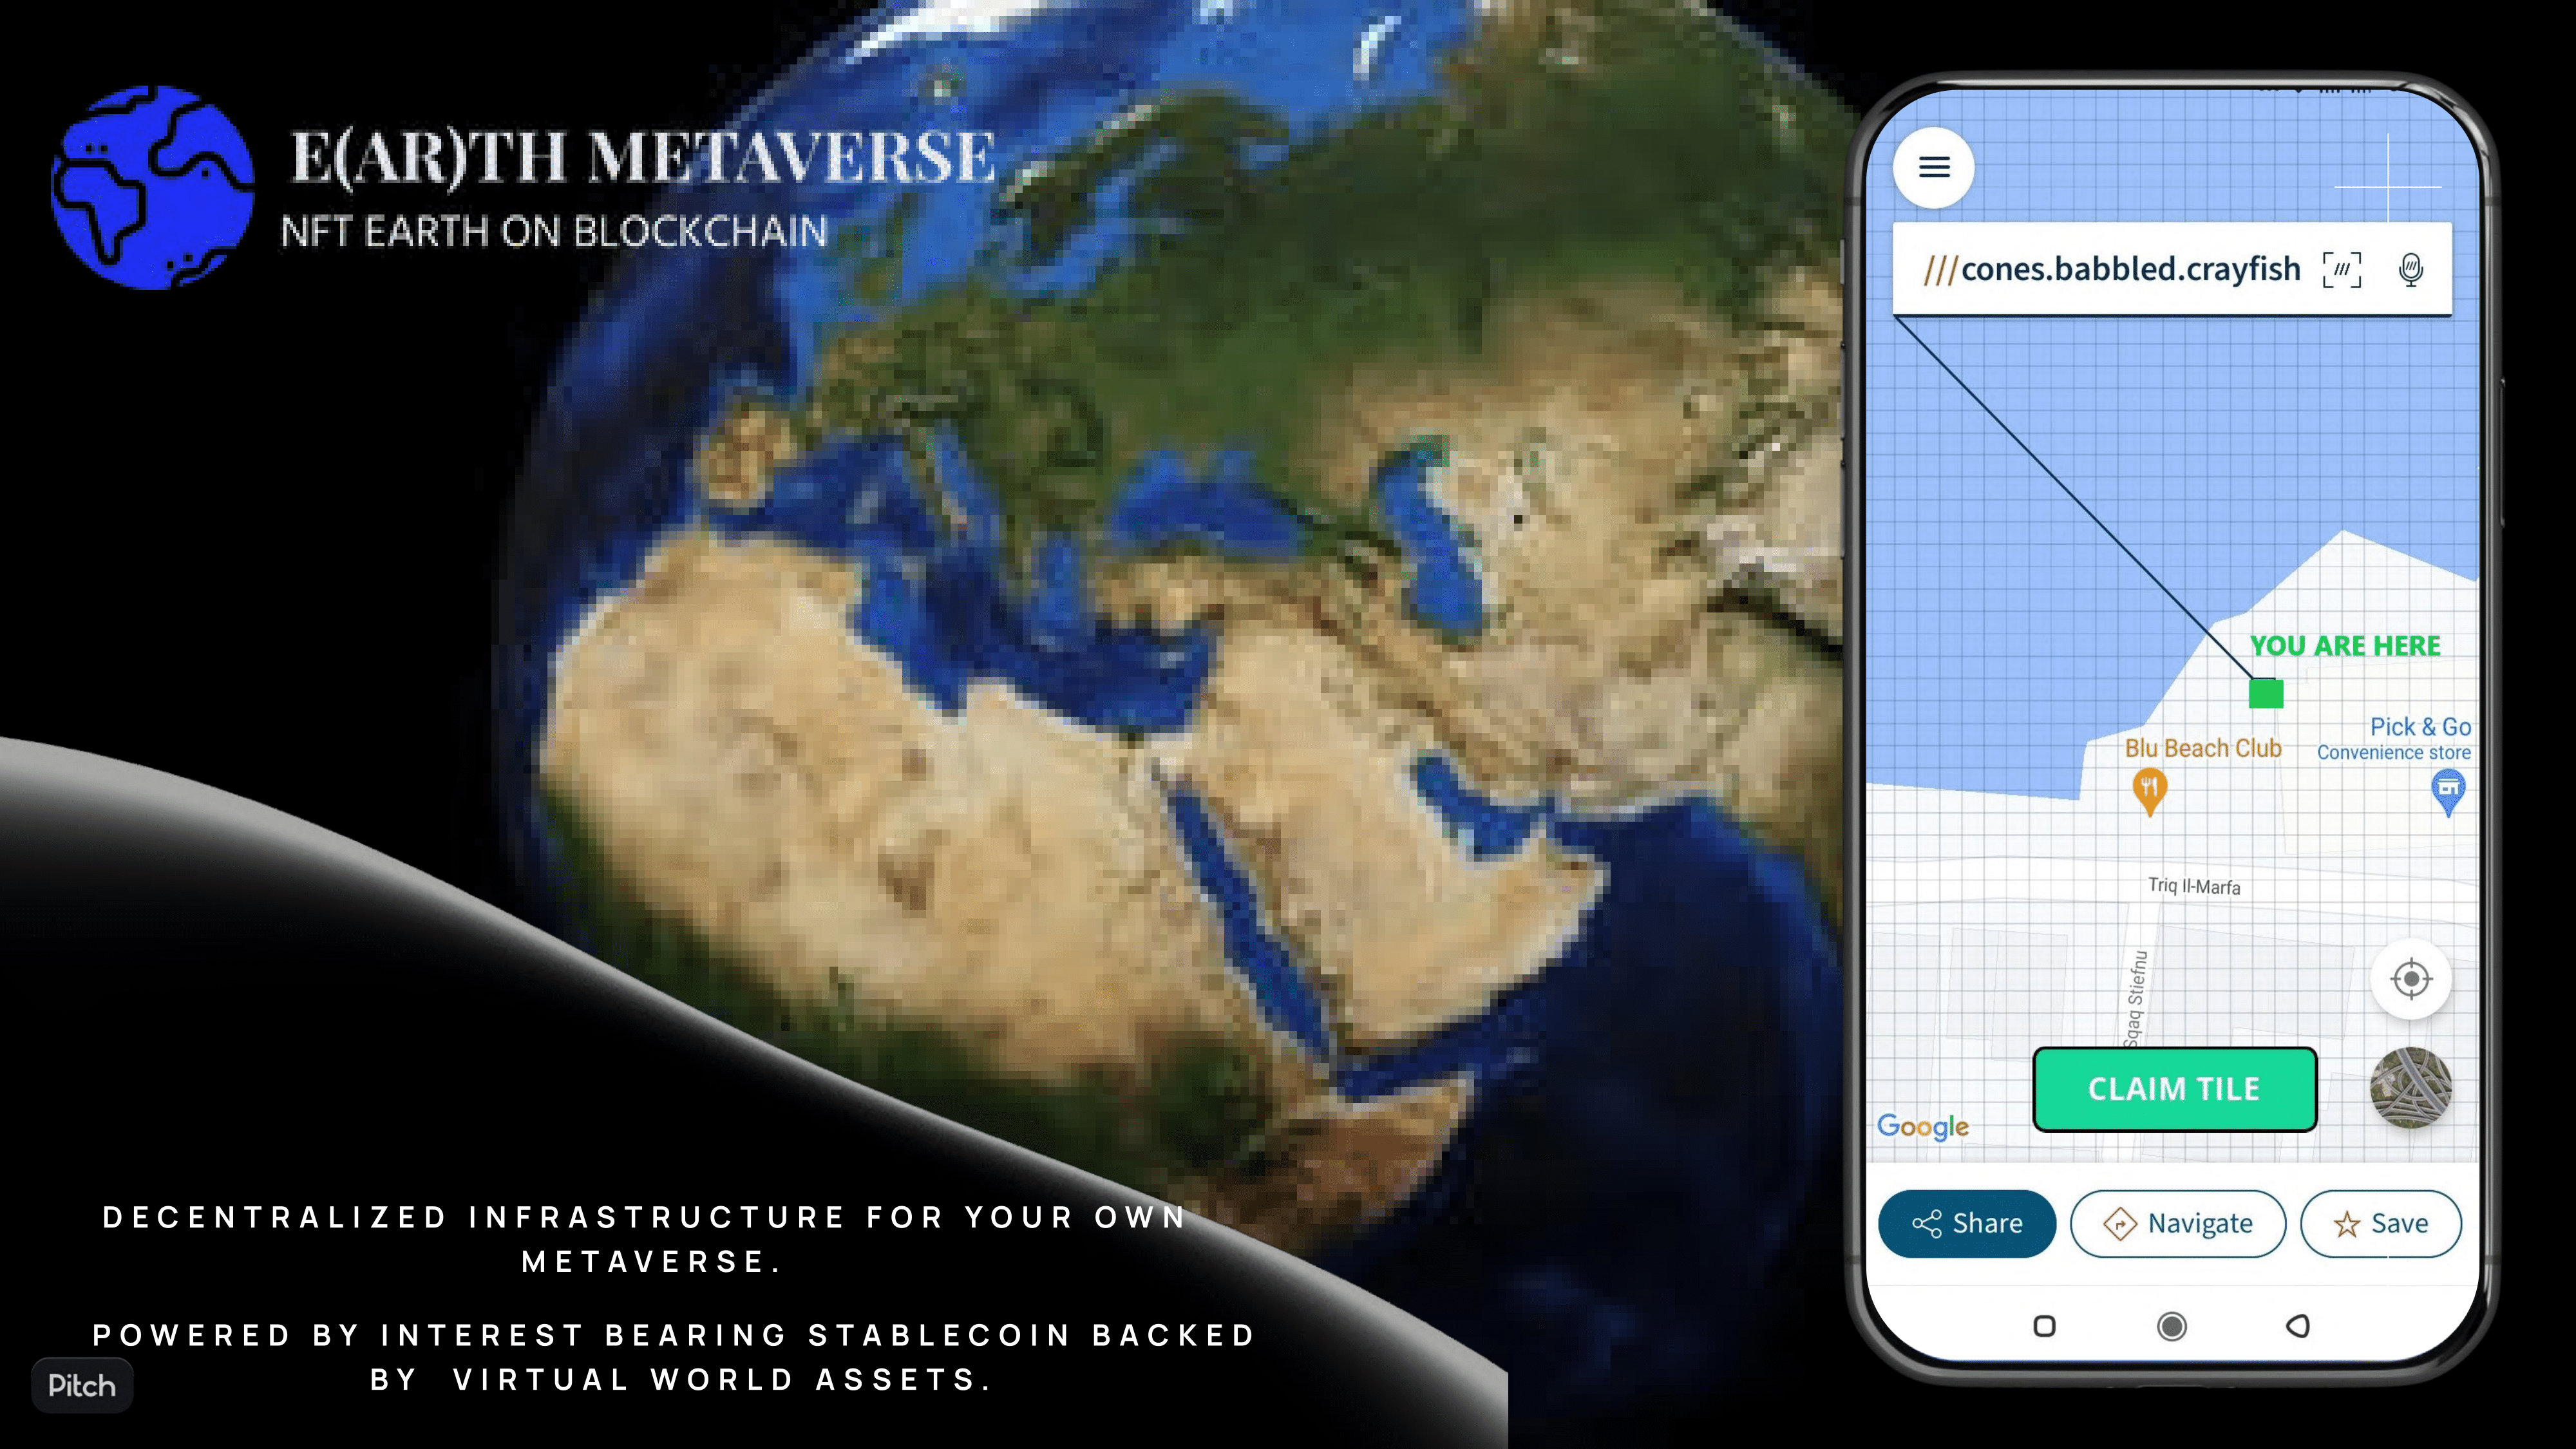 E(AR)TH METAVERSE
NFT EARTH ON BLOCKCHAIN
DECENTRALIZED INFRASTRUCTURE FOR YOUR OWN
METAVERSE.
POWERED BY INTEREST BEARING STABLECOIN BACKED
BY VIRTUAL WORLD ASSETS.
Pitch
///cones.babbled.crayfish
YOU ARE HERE
Pick & Go
Convenience store
Blu Beach Club
Triq Il-Marfa
Sqaq Stiefnu
CLAIM TILE
Google
Share
Navigate
Save